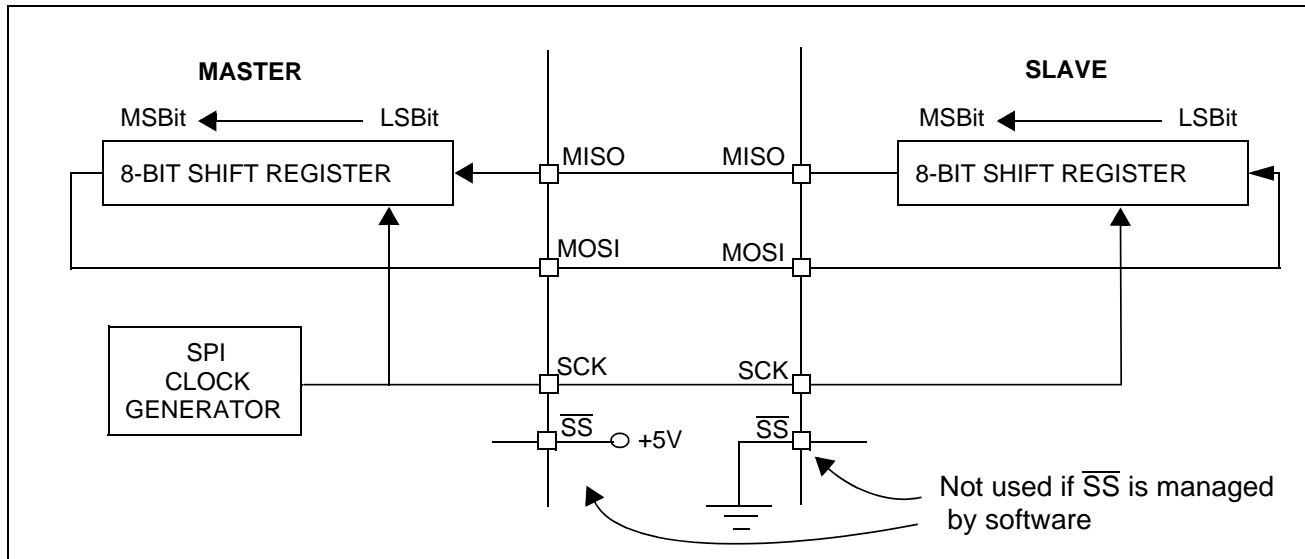 MASTER
SLAVE
MSBit
LSBit
MSBit
LSBit
8-BIT SHIFT REGISTER
MISO
MISO
8-BIT SHIFT REGISTER
MOSI
MOSI
SPI
CLOCK
GENERATOR
SCK
SCK
SS
+5V
SS
Not used if SS is managed
by software